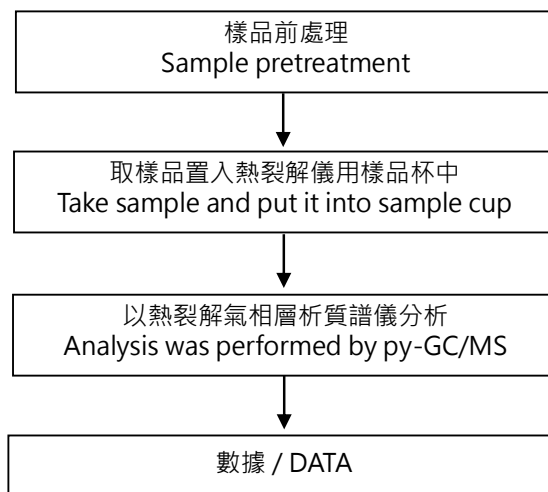 樣品前處理
Sample pretreatment
取樣品置入熱裂解儀用樣品杯中
Take sample and put it into sample cup
以熱裂解氣相層析質譜儀分析
Analysis was performed by py-GC/MS
數據 / DATA